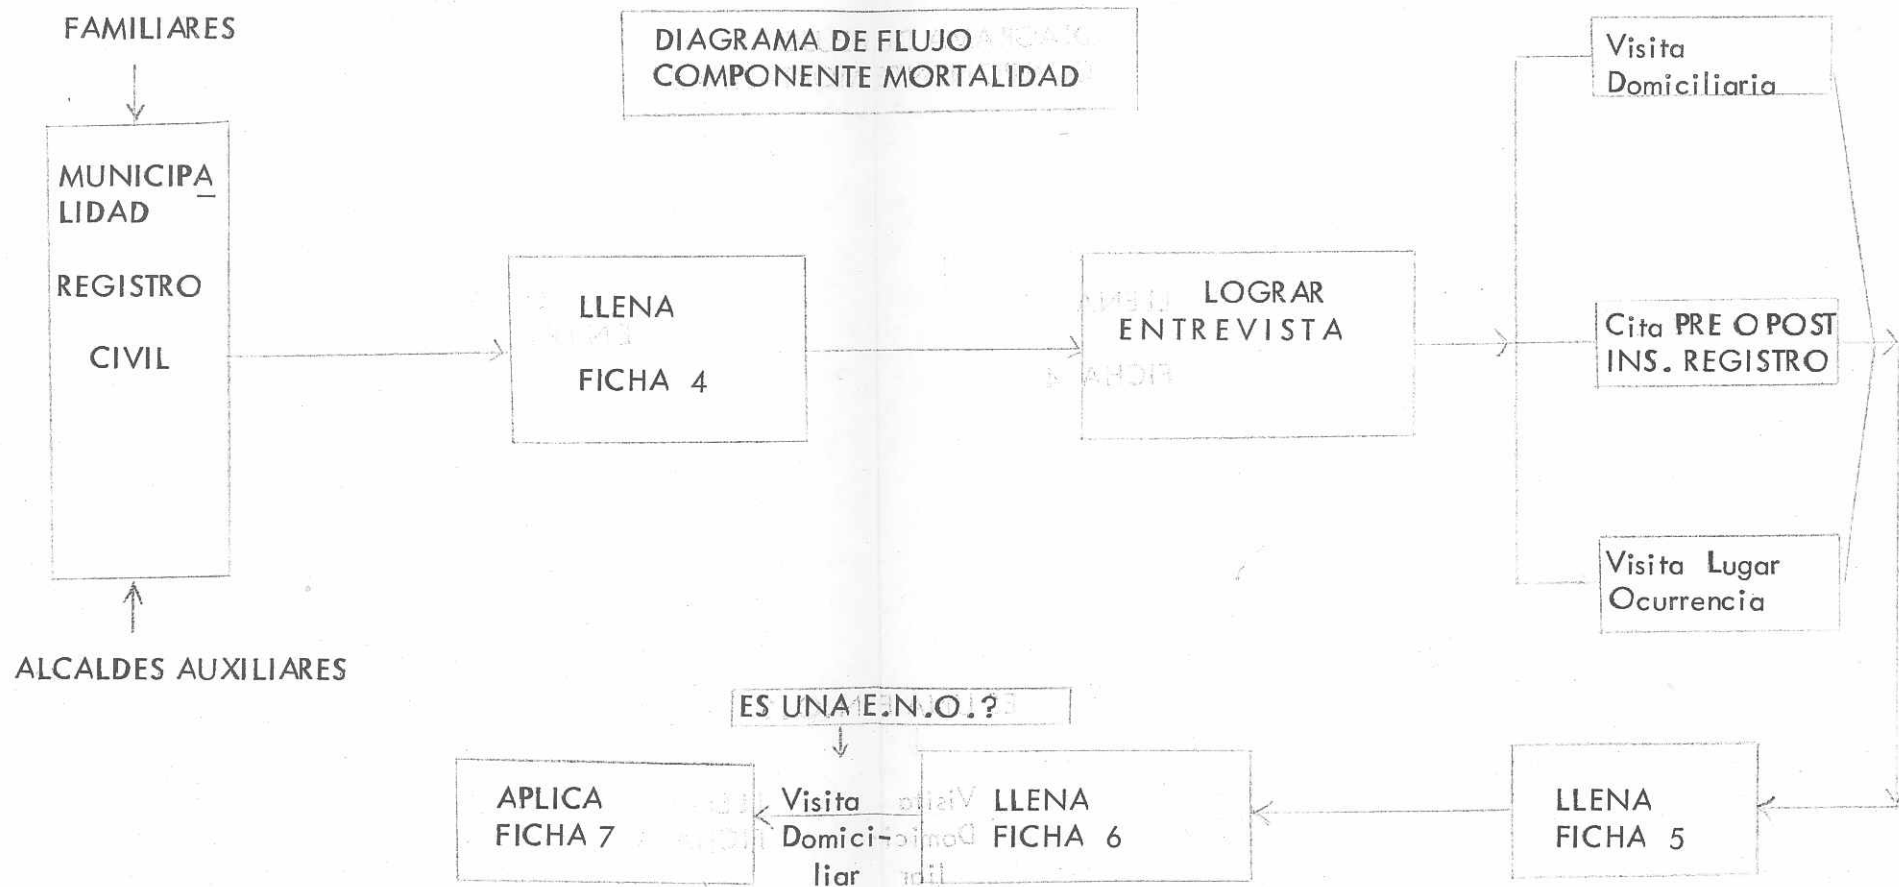 FAMILIARES
DIAGRAMA DE FLUJO
COMPONENTE MORTALIDAD
Visita
Domiciliaria
MUNICIPA
LIDAD
REGISTRO
CIVIL
LLENA
FICHA 4
LOGRAR
ENTREVISTA
Cita PRE O POST
INS. REGISTRO
Visita Lugar
Ocurrencia
ALCALDES AUXILIARES
ES UNA E.N.O.?
APLICA
FICHA 7
Visita
Domici-
liar
LLENA
FICHA 6
LLENA
FICHA 5